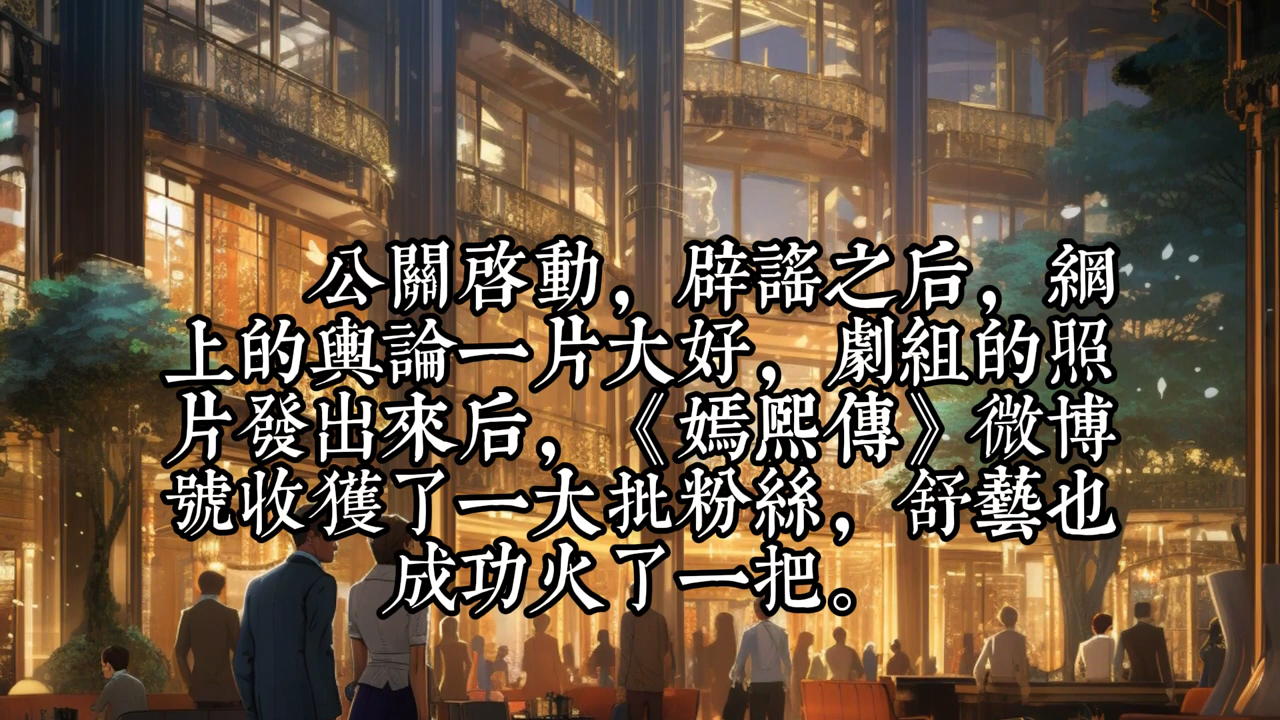 公關啓動，辟謠之后，網
上的輿論一片大好，劇組的照
片發出來后，《嫣熙傳》微博
號收獲了一大批粉絲，舒藝也
成功火了一把。